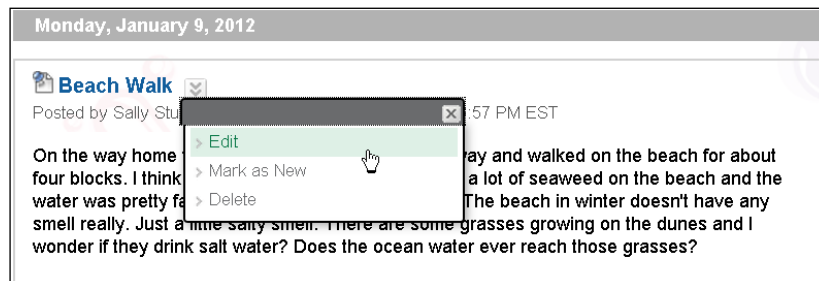 Monday, January 9, 2012
Beach Walk
Posted by Sally Stu :57 PM EST
Edit
Mark as New
Delete
On the way home way and walked on the beach for about
four blocks. I think a lot of seaweed on the beach and the
water was pretty fa The beach in winter doesn't have any
smell really. Just a little salty smell. There are some grasses growing on the dunes and I
wonder if they drink salt water? Does the ocean water ever reach those grasses?